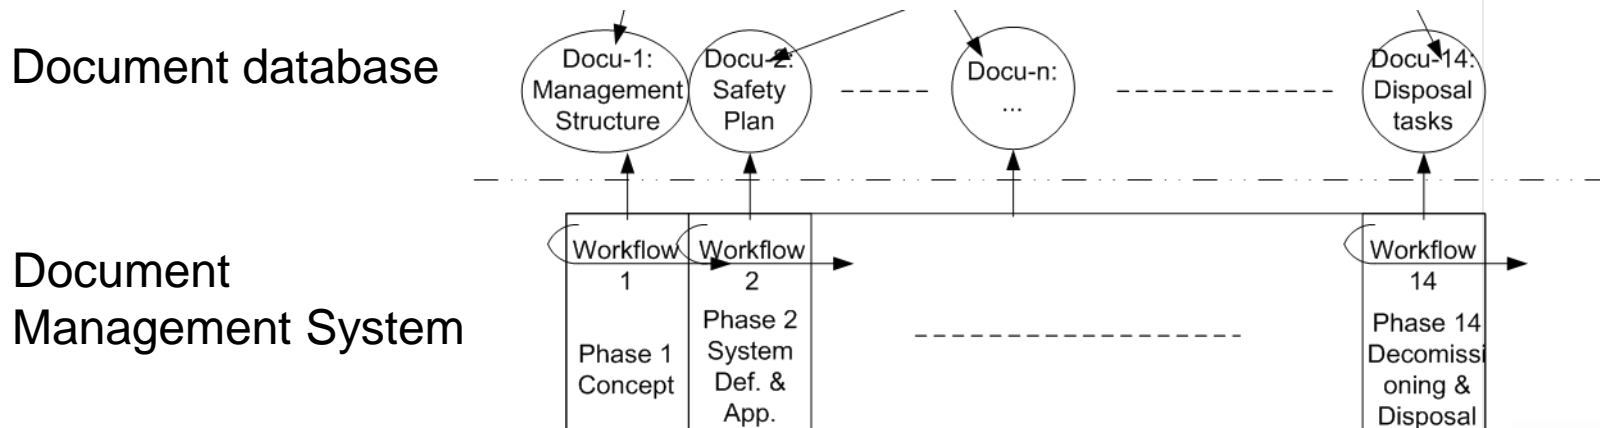 Document database
Docu-1:
Management
Structure
Docu-2:
Safety
Plan
Docu-n:
...
Docu-14:
Disposal
tasks
Document
Management System
Workflow
1
Phase 1
Concept
Workflow
2
Phase 2
System
Def. &
App.
Workflow
14
Phase 14
Decomissi
oning &
Disposal